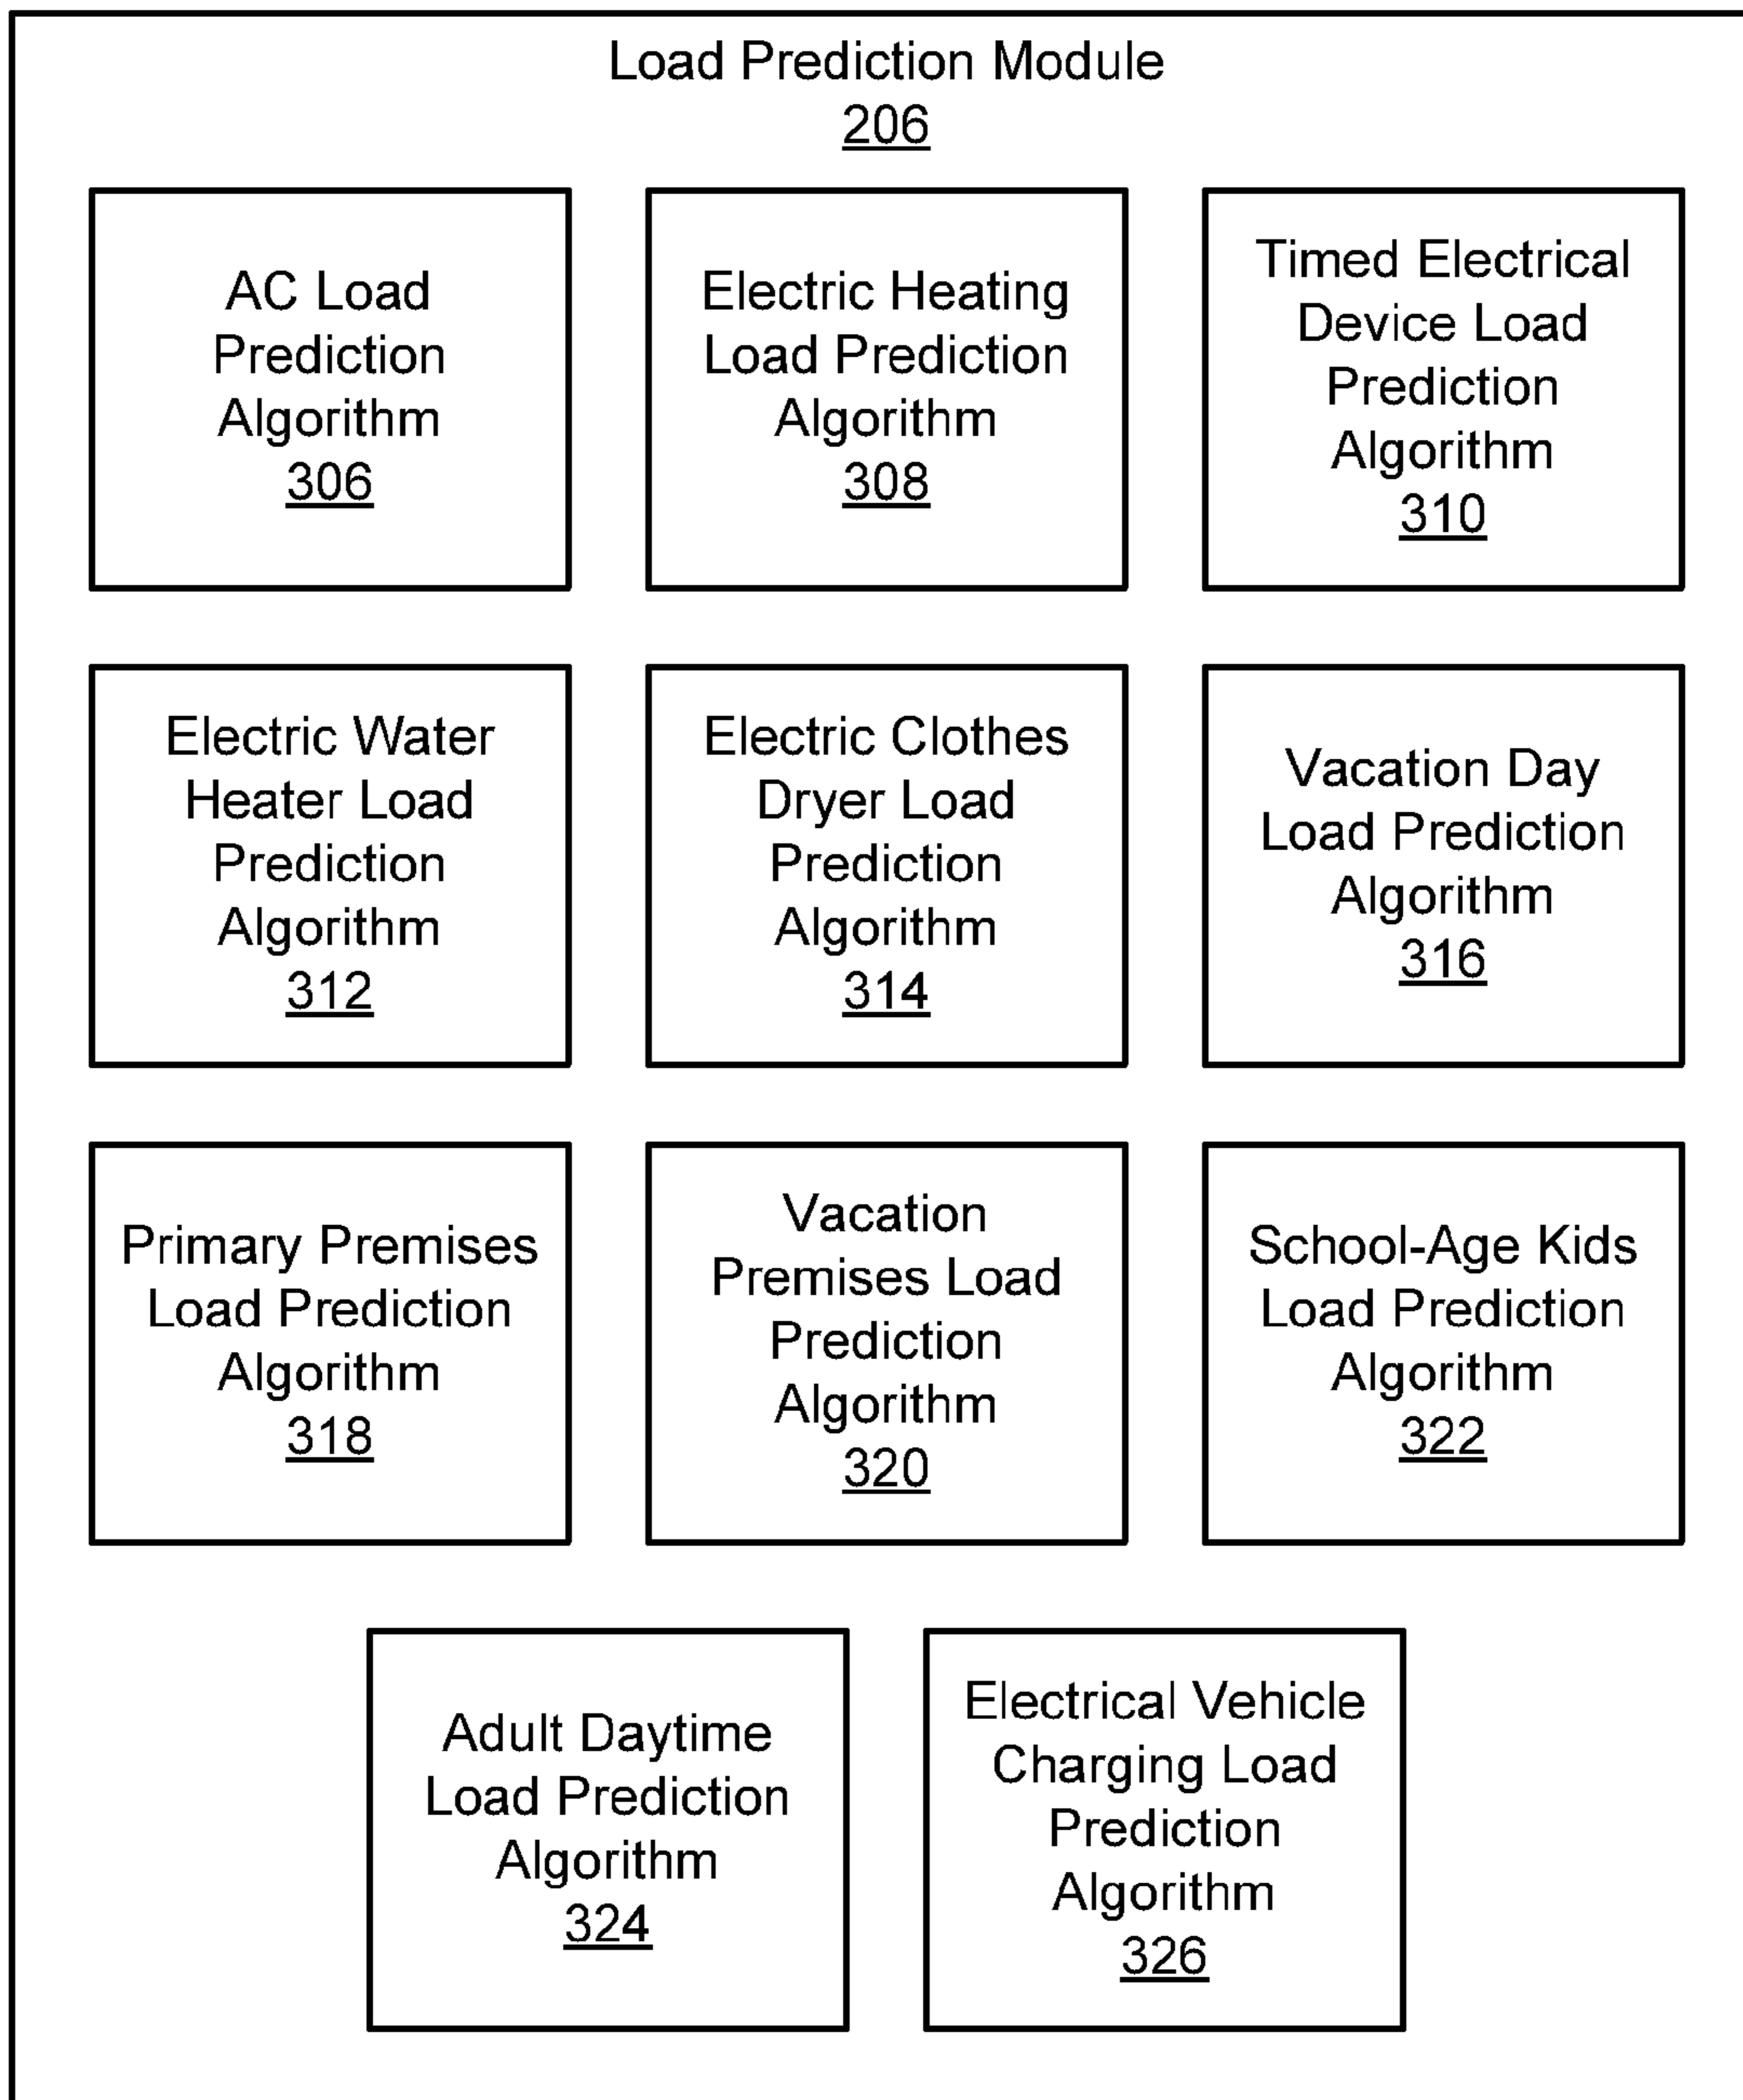 Load Prediction Module
206
AC Load
Prediction
Algorithm
306
Electric Heating
Load Prediction
Algorithm
308
Timed Electrical
Device Load
Prediction
Algorithm
310
Electric Water
Heater Load
Prediction
Algorithm
312
Electric Clothes
Dryer Load
Prediction
Algorithm
314
Vacation Day
Load Prediction
Algorithm
316
Primary Premises
Load Prediction
Algorithm
318
Vacation
Premises Load
Prediction
Algorithm
320
School-Age Kids
Load Prediction
Algorithm
322
Adult Daytime
Load Prediction
Algorithm
324
Electrical Vehicle
Charging Load
Prediction
Algorithm
326